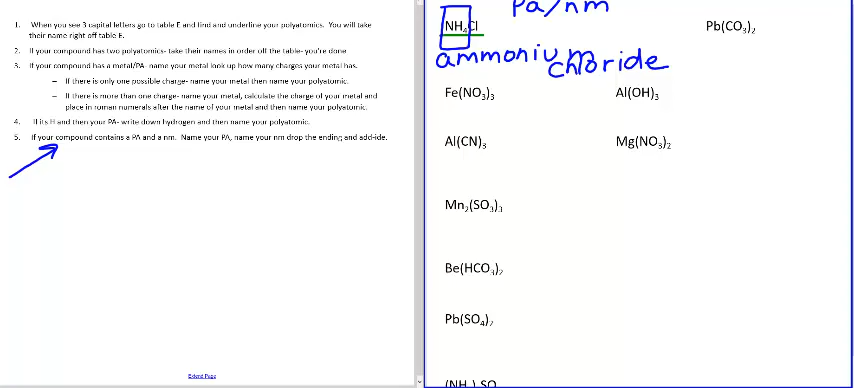 1. When you see 3 capital letters go to table E and find and underline your polyatomics. You will take
their name right off table E.
2. If your compound has two polyatomics- take their names in order off the table- you're done
3. If your compound has a metal/PA- name your metal look up how many charges your metal has.
– If there is only one possible charge- name your metal then name your polyatomic.
– If there is more than one charge- name your metal, calculate the charge of your metal and
place in roman numerals after the name of your metal and then name your polyatomic.
4. If its H and then your PA- write down hydrogen and then name your polyatomic.
5. If your compound contains a PA and a nm. Name your PA, name your nm drop the ending and add-ide.
Extend Page
Pa/nm
NH₄Cl Pb(CO₃)₂
ammonium chloride
Fe(NO₃)₃ Al(OH)₃
Al(CN)₃ Mg(NO₃)₂
Mn₂(SO₃)₃
Be(HCO₃)₂
Pb(SO₄)₂